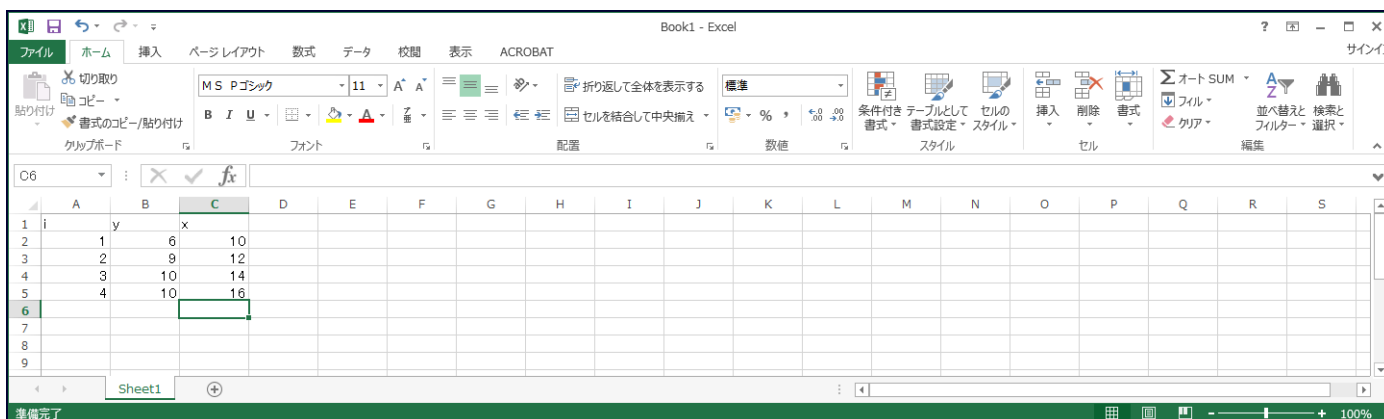 Book1 - Excel
ファイル ホーム 挿入 ページ レイアウト 数式 データ 校閲 表示 ACROBAT サインイ
貼り付け
切り取り
コピー
書式のコピー/貼り付け
クリップボード
ＭＳ Ｐゴシック 11
B I U
フォント
折り返して全体を表示する
セルを結合して中央揃え
配置
標準
% ,
数値
条件付き書式
テーブルとして書式設定
セルのスタイル
スタイル
挿入 削除 書式
セル
Σ オート SUM
フィル
クリア
並べ替えとフィルター
検索と選択
編集
C6 fx
A B C D E F G H I J K L M N O P Q R S
1 i y x
2 1 6 10
3 2 9 12
4 3 10 14
5 4 10 16
6
7
8
9
Sheet1
準備完了 100%